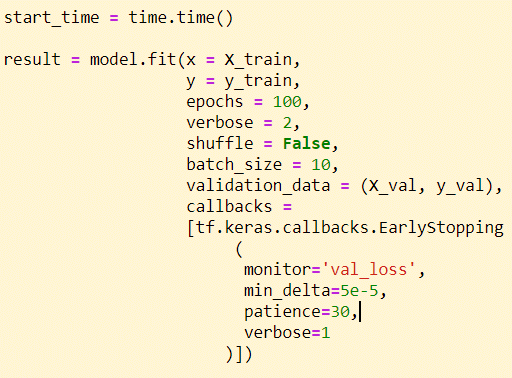 start_time = time.time()
result = model.fit(x = X_train,
y = y_train,
epochs = 100,
verbose = 2,
shuffle = False,
batch_size = 10,
validation_data = (X_val, y_val),
callbacks =
[tf.keras.callbacks.EarlyStopping
(
monitor='val_loss',
min_delta=5e-5,
patience=30,
verbose=1
)])